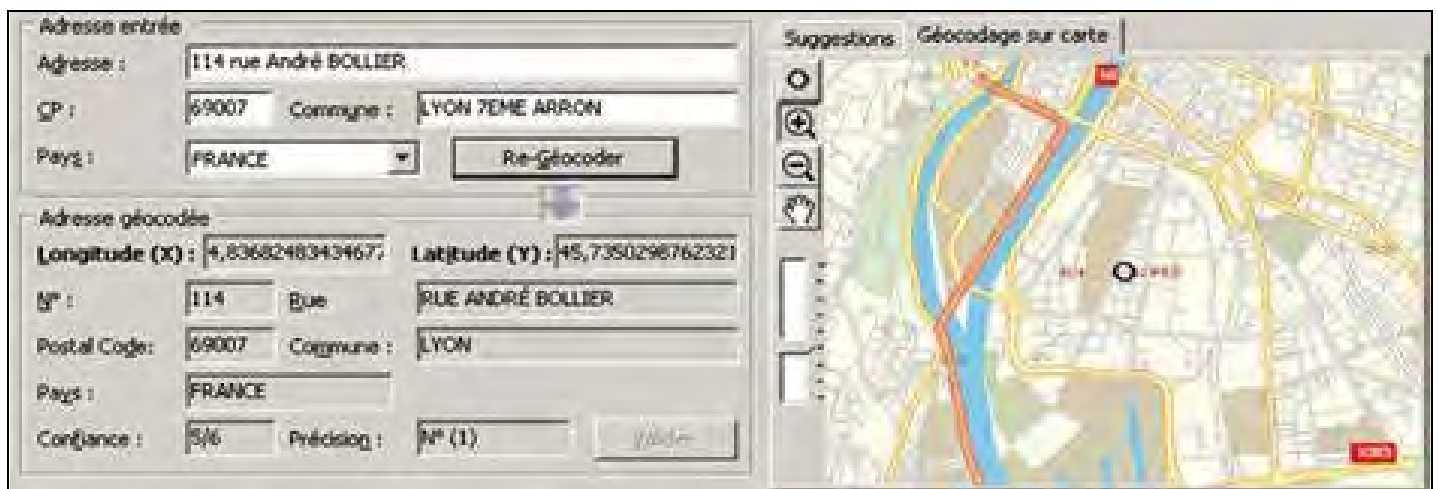 Adresse entrée
Adresse : 114 rue André BOLLIER
CP : 69007 Commune : LYON 7EME ARRON
Pays : FRANCE Re-Géocoder
Adresse géocodée
Longitude (X) : 4,83682483434677 Latitude (Y) : 45,7350298762321
N° : 114 Rue RUE ANDRÉ BOLLIER
Postal Code: 69007 Commune : LYON
Pays : FRANCE
Confiance : 5/6 Précision : N° (1) Valider
Suggestions Géocodage sur carte